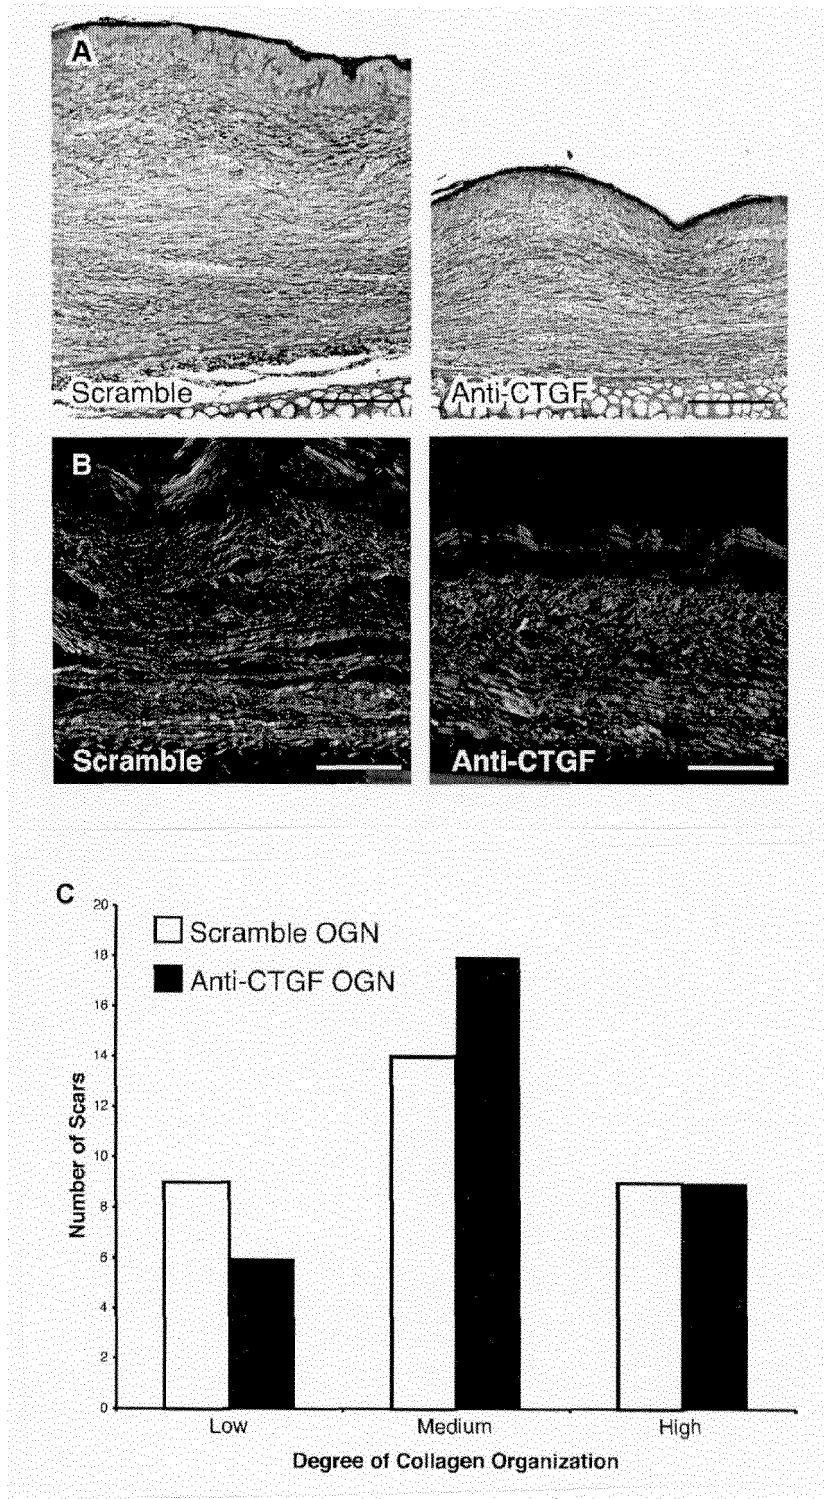 A
Scramble
Anti-CTGF
B
Scramble
Anti-CTGF
C
20
18
16
14
12
10
8
6
4
2
0
Number of Scars
Scramble OGN
Anti-CTGF OGN
Low
Medium
High
Degree of Collagen Organization